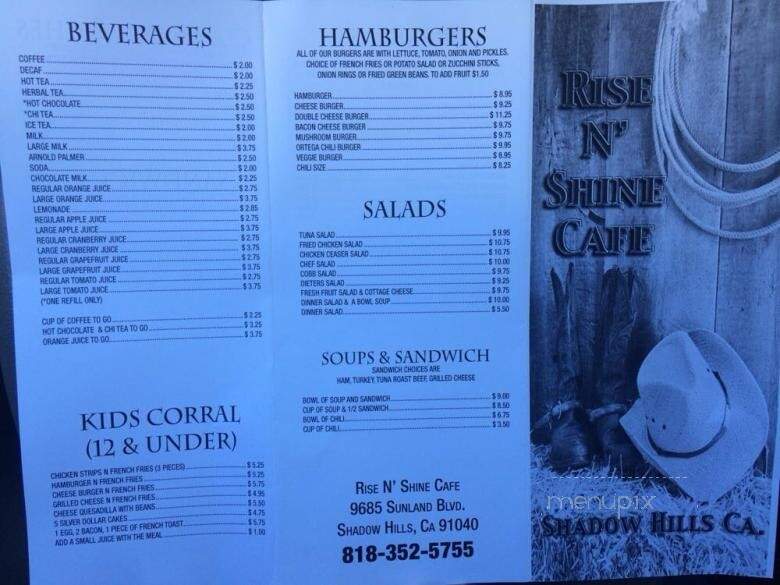 BEVERAGES
COFFEE $ 2.00
DECAF $ 2.00
HOT TEA $ 2.25
HERBAL TEA $ 2.50
*HOT CHOCOLATE $ 2.50
*CHI TEA $ 2.50
ICE TEA $ 2.00
MILK $ 2.00
LARGE MILK $ 3.75
ARNOLD PALMER $ 2.50
SODA $ 2.00
CHOCOLATE MILK $ 2.25
REGULAR ORANGE JUICE $ 2.75
LARGE ORANGE JUICE $ 3.75
LEMONADE $ 2.85
REGULAR APPLE JUICE $ 2.75
LARGE APPLE JUICE $ 3.75
REGULAR CRANBERRY JUICE $ 2.75
LARGE CRANBERRY JUICE $ 3.75
REGULAR GRAPEFRUIT JUICE $ 2.75
LARGE GRAPEFRUIT JUICE $ 3.75
REGULAR TOMATO JUICE $ 2.75
LARGE TOMATO JUICE $ 3.75
(*ONE REFILL ONLY)
CUP OF COFFEE TO GO $ 2.25
HOT CHOCOLATE & CHI TEA TO GO $ 3.25
ORANGE JUICE TO GO $ 3.75
KIDS CORRAL
(12 & UNDER)
CHICKEN STRIPS N FRENCH FRIES (3 PIECES) $ 5.25
HAMBURGER N FRENCH FRIES $ 5.25
CHEESE BURGER N FRENCH FRIES $ 5.75
GRILLED CHEESE N FRENCH FRIES $ 4.95
CHEESE QUESADILLA WITH BEANS $ 5.50
5 SILVER DOLLAR CAKES $ 4.75
1 EGG, 2 BACON, 1 PIECE OF FRENCH TOAST $ 5.75
ADD A SMALL JUICE WITH THE MEAL $ 1.50
HAMBURGERS
ALL OF OUR BURGERS ARE WITH LETTUCE, TOMATO, ONION AND PICKLES.
CHOICE OF FRENCH FRIES OR POTATO SALAD OR ZUCCHINI STICKS,
ONION RINGS OR FRIED GREEN BEANS. TO ADD FRUIT $1.50
HAMBURGER $ 8.95
CHEESE BURGER $ 9.25
DOUBLE CHEESE BURGER $ 11.25
BACON CHEESE BURGER $ 9.75
MUSHROOM BURGER $ 9.75
ORTEGA CHILI BURGER $ 9.95
VEGGIE BURGER $ 8.95
CHILI SIZE $ 8.25
SALADS
TUNA SALAD $ 9.95
FRIED CHICKEN SALAD $ 10.75
CHICKEN CEASER SALAD $ 10.75
CHEF SALAD $ 10.00
COBB SALAD $ 9.75
DIETERS SALAD $ 9.25
FRESH FRUIT SALAD & COTTAGE CHEESE $ 9.75
DINNER SALAD & A BOWL SOUP $ 10.00
DINNER SALAD $ 5.50
SOUPS & SANDWICH
SANDWICH CHOICES ARE
HAM, TURKEY, TUNA ROAST BEEF, GRILLED CHEESE
BOWL OF SOUP AND SANDWICH $ 9.00
CUP OF SOUP & 1/2 SANDWICH $ 8.50
BOWL OF CHILI $ 6.75
CUP OF CHILI $ 3.50
RISE N' SHINE CAFE
9685 SUNLAND BLVD.
SHADOW HILLS, CA 91040
818-352-5755
RISE
N'
SHINE
CAFE
menupix
SHADOW HILLS CA.